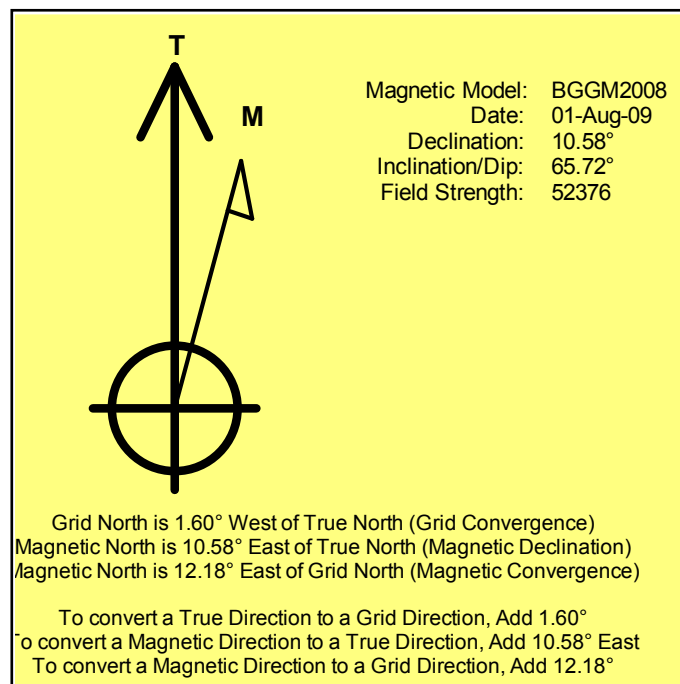 T
M
Magnetic Model: BGGM2008
Date: 01-Aug-09
Declination: 10.58°
Inclination/Dip: 65.72°
Field Strength: 52376
Grid North is 1.60° West of True North (Grid Convergence)
Magnetic North is 10.58° East of True North (Magnetic Declination)
Magnetic North is 12.18° East of Grid North (Magnetic Convergence)
To convert a True Direction to a Grid Direction, Add 1.60°
To convert a Magnetic Direction to a True Direction, Add 10.58° East
To convert a Magnetic Direction to a Grid Direction, Add 12.18°